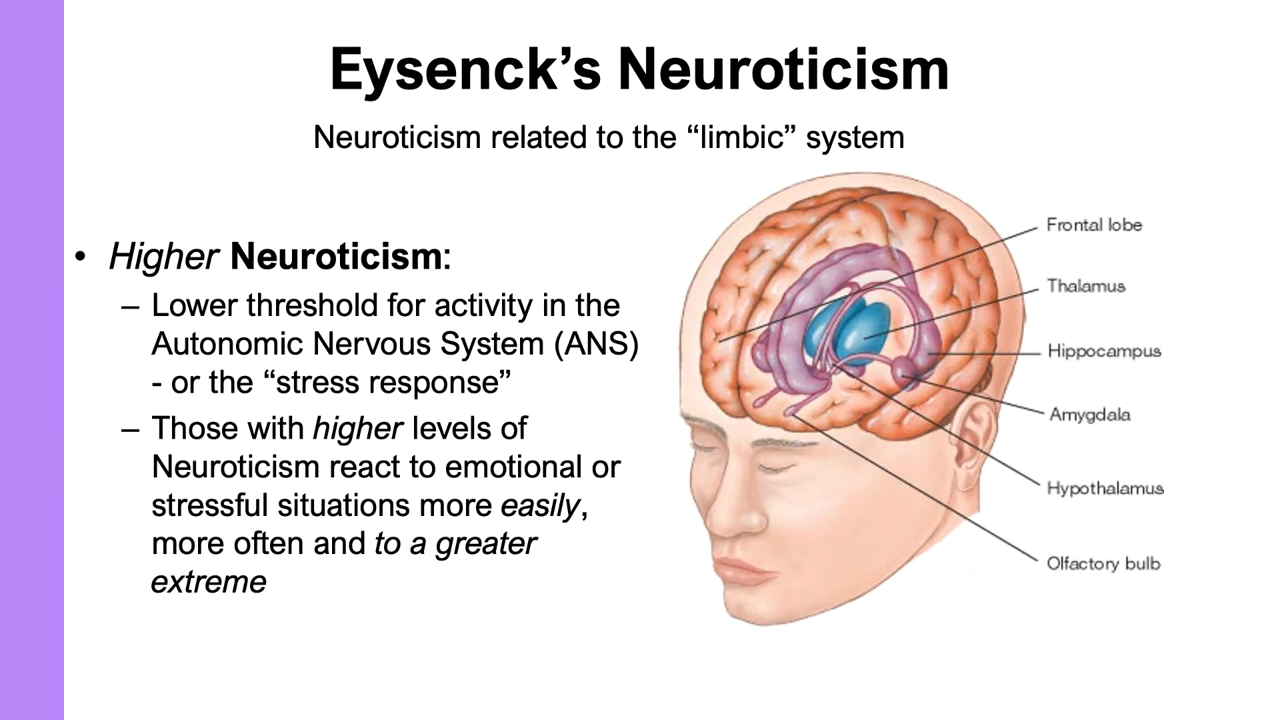 Eysenck’s Neuroticism
Neuroticism related to the “limbic” system
• Higher Neuroticism:
– Lower threshold for activity in the
Autonomic Nervous System (ANS)
- or the “stress response”
– Those with higher levels of
Neuroticism react to emotional or
stressful situations more easily,
more often and to a greater
extreme
Frontal lobe
Thalamus
Hippocampus
Amygdala
Hypothalamus
Olfactory bulb